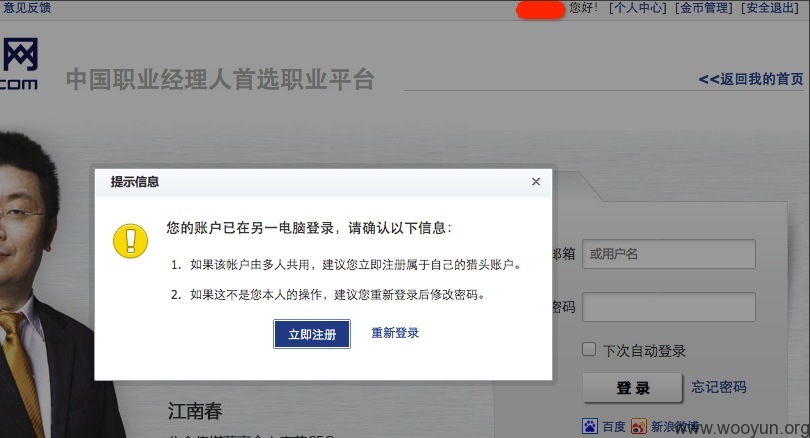 意见反馈
您好! [个人中心] [金币管理] [安全退出]
网
com
中国职业经理人首选职业平台
<<返回我的首页
提示信息
您的账户已在另一电脑登录，请确认以下信息：
1. 如果该帐户由多人共用，建议您立即注册属于自己的猎头账户。
2. 如果这不是您本人的操作，建议您重新登录后修改密码。
立即注册 重新登录
邮箱 或用户名
密码
下次自动登录
登录 忘记密码
百度 新浪微博
江南春
www.wooyun.org